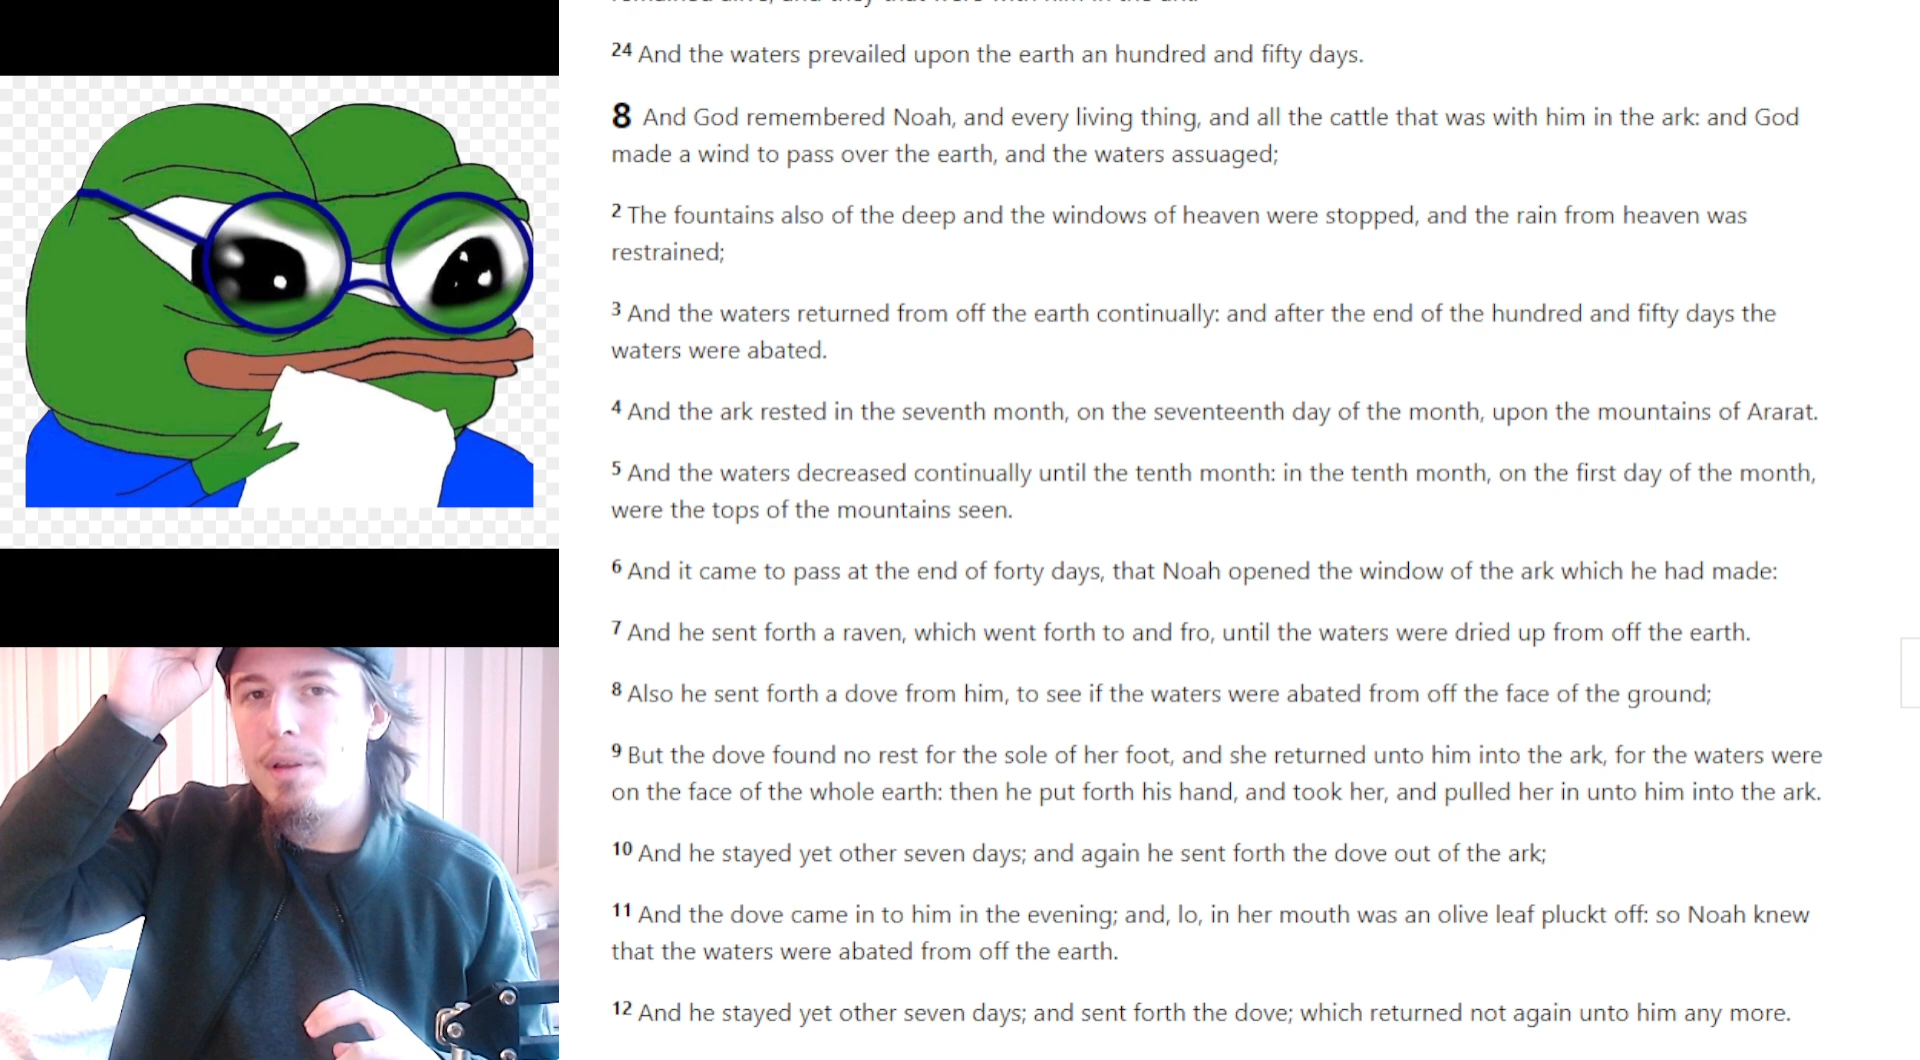 24 And the waters prevailed upon the earth an hundred and fifty days.
8 And God remembered Noah, and every living thing, and all the cattle that was with him in the ark: and God
made a wind to pass over the earth, and the waters assuaged;
2 The fountains also of the deep and the windows of heaven were stopped, and the rain from heaven was
restrained;
3 And the waters returned from off the earth continually: and after the end of the hundred and fifty days the
waters were abated.
4 And the ark rested in the seventh month, on the seventeenth day of the month, upon the mountains of Ararat.
5 And the waters decreased continually until the tenth month: in the tenth month, on the first day of the month,
were the tops of the mountains seen.
6 And it came to pass at the end of forty days, that Noah opened the window of the ark which he had made:
7 And he sent forth a raven, which went forth to and fro, until the waters were dried up from off the earth.
8 Also he sent forth a dove from him, to see if the waters were abated from off the face of the ground;
9 But the dove found no rest for the sole of her foot, and she returned unto him into the ark, for the waters were
on the face of the whole earth: then he put forth his hand, and took her, and pulled her in unto him into the ark.
10 And he stayed yet other seven days; and again he sent forth the dove out of the ark;
11 And the dove came in to him in the evening; and, lo, in her mouth was an olive leaf pluckt off: so Noah knew
that the waters were abated from off the earth.
12 And he stayed yet other seven days; and sent forth the dove; which returned not again unto him any more.